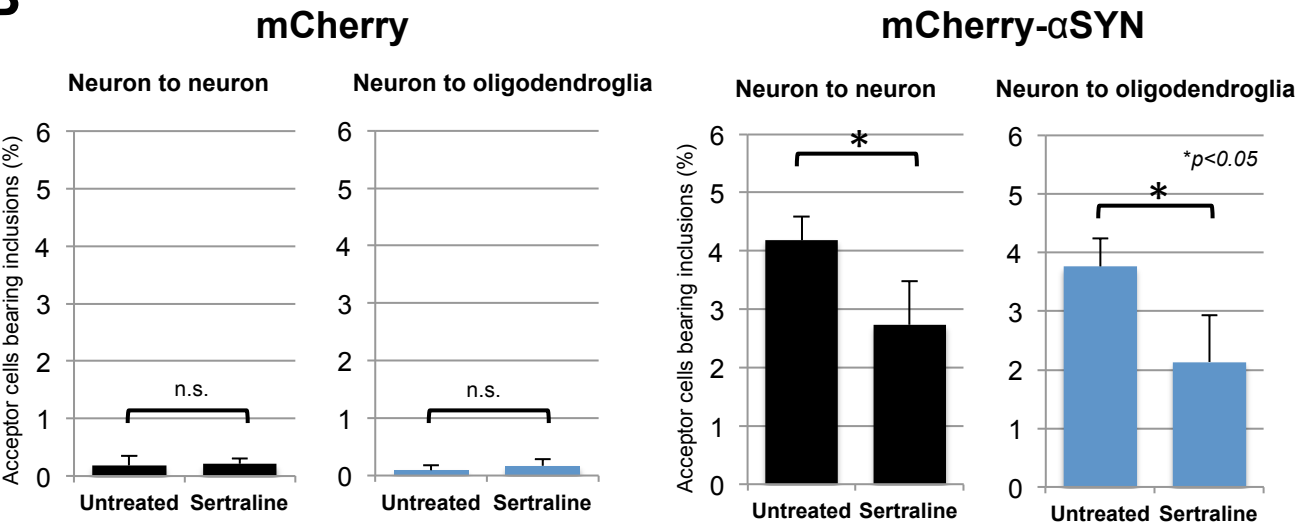 B
mCherry
mCherry-αSYN
Neuron to neuron
Neuron to oligodendroglia
Neuron to neuron
Neuron to oligodendroglia
Acceptor cells bearing inclusions (%)
6
5
4
3
2
1
0
n.s.
Untreated Sertraline
6
5
4
3
2
1
0
n.s.
Untreated Sertraline
Acceptor cells bearing inclusions (%)
6
5
4
3
2
1
0
*
Untreated Sertraline
6
5
4
3
2
1
0
*p<0.05
*
Untreated Sertraline